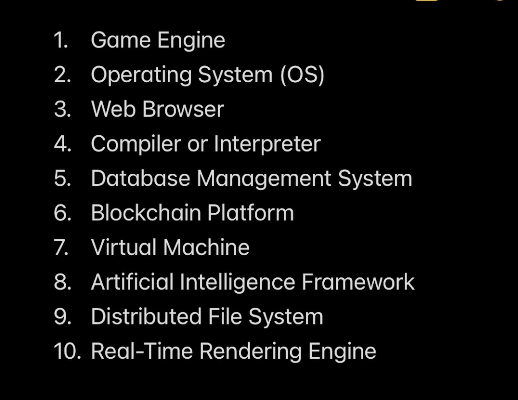 1. Game Engine
2. Operating System (OS)
3. Web Browser
4. Compiler or Interpreter
5. Database Management System
6. Blockchain Platform
7. Virtual Machine
8. Artificial Intelligence Framework
9. Distributed File System
10. Real-Time Rendering Engine